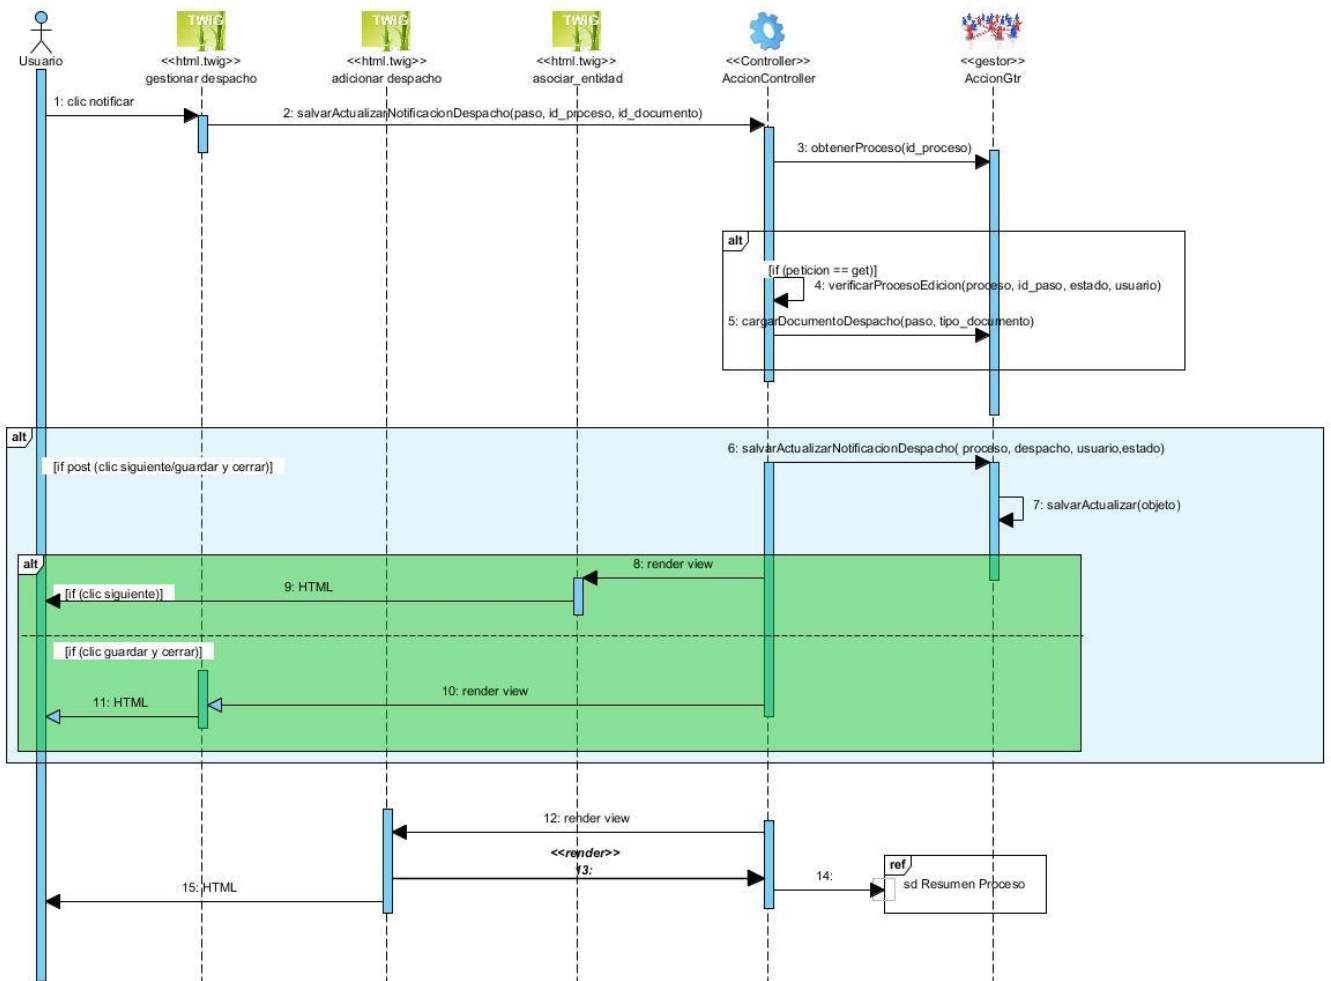 TWIG
TWIG
TWIG
Usuario
<<html.twig>>
gestionar despacho
<<html.twig>>
adicionar despacho
<<html.twig>>
asociar_entidad
<<Controller>>
AccionController
<<gestor>>
AccionGtr
1: clic notificar
2: salvarActualizarNotificacionDespacho(paso, id_proceso, id_documento)
3: obtenerProceso(id_proceso)
alt
[if (peticion == get)]
4: verificarProcesoEdicion(proceso, id_paso, estado, usuario)
5: cargarDocumentoDespacho(paso, tipo_documento)
alt
[if post (clic siguiente/guardar y cerrar)]
6: salvarActualizarNotificacionDespacho( proceso, despacho, usuario,estado)
7: salvarActualizar(objeto)
alt
8: render view
[if (clic siguiente)]
9: HTML
[if (clic guardar y cerrar)]
10: render view
11: HTML
12: render view
<<render>>
13:
14:
ref
sd Resumen Proceso
15: HTML